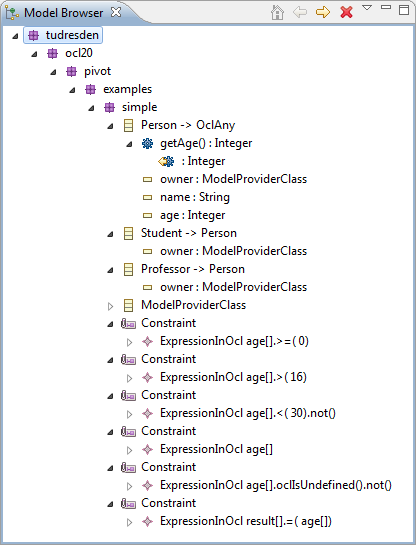 Model Browser
tudresden
ocl20
pivot
examples
simple
Person -> OclAny
getAge() : Integer
: Integer
owner : ModelProviderClass
name : String
age : Integer
Student -> Person
owner : ModelProviderClass
Professor -> Person
owner : ModelProviderClass
ModelProviderClass
Constraint
ExpressionInOcl age[].>=( 0)
Constraint
ExpressionInOcl age[].>( 16)
Constraint
ExpressionInOcl age[].<( 30).not()
Constraint
ExpressionInOcl age[]
Constraint
ExpressionInOcl age[].oclIsUndefined().not()
Constraint
ExpressionInOcl result[].=( age[])